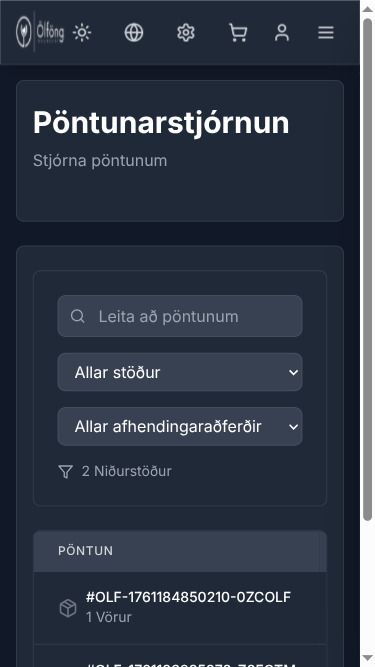 Ölföng
Pöntunarstjórnun
Stjórna pöntunum
Leita að pöntunum
Allar stöður
Allar afhendingaraðferðir
2 Niðurstöður
PÖNTUN
#OLF-1761184850210-0ZCOLF
1 Vörur